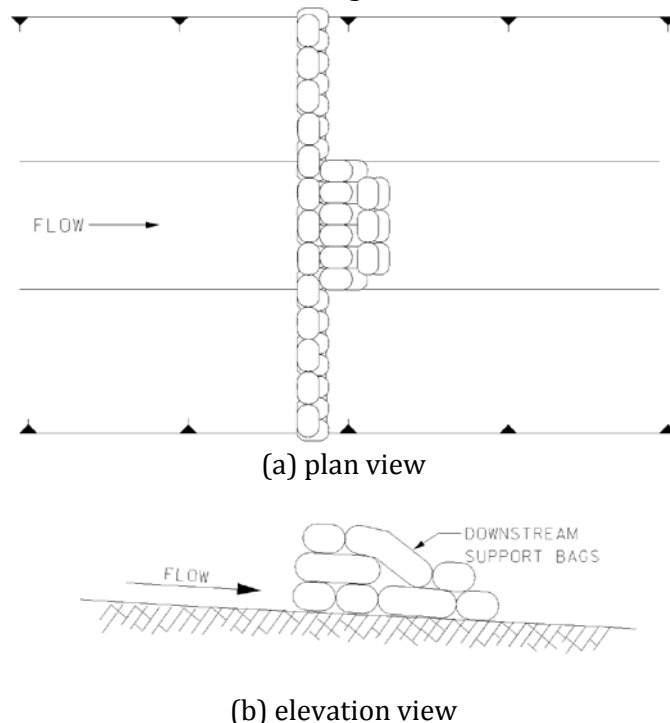 FLOW
(a) plan view
DOWNSTREAM
SUPPORT BAGS
FLOW
(b) elevation view